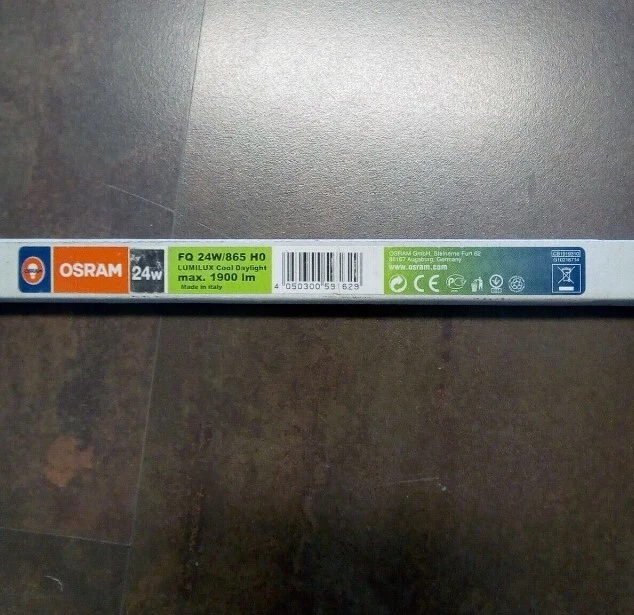 OSRAM
24W
FQ 24W/865 HO
LUMILUX Cool Daylight
max. 1900 lm
Made in Italy
4 050300 591629
OSRAM GmbH, Steinerne Furt 62
86167 Augsburg, Germany
www.osram.com
CE